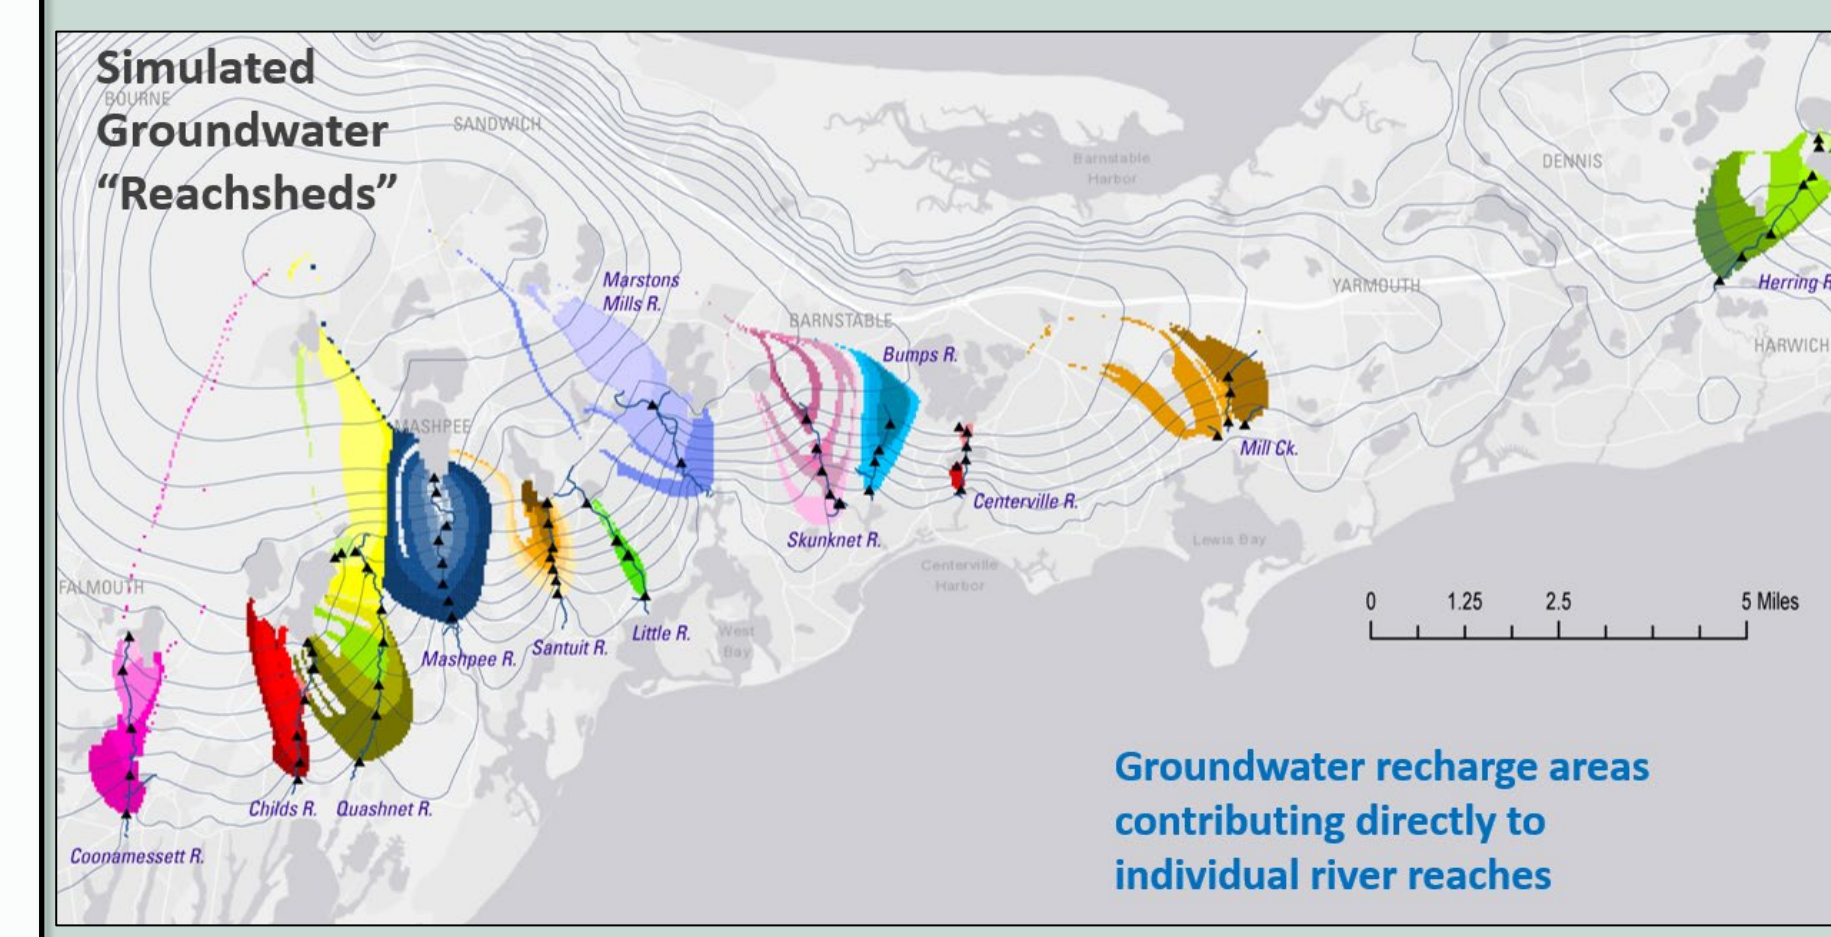 Simulated
Groundwater
“Reachsheds”
BOURNE
SANDWICH
Barnstable
Harbor
DENNIS
Marstons
Mills R.
BARNSTABLE
YARMOUTH
Herring R
HARWICH
Bumps R.
MASHPEE
Mill Ck.
Centerville R.
Skunknet R.
Lewis Bay
Centerville
Harbor
FALMOUTH
0 1.25 2.5 5 Miles
Little R.
West
Bay
Santuit R.
Mashpee R.
Childs R.
Quashnet R.
Coonamessett R.
Groundwater recharge areas
contributing directly to
individual river reaches